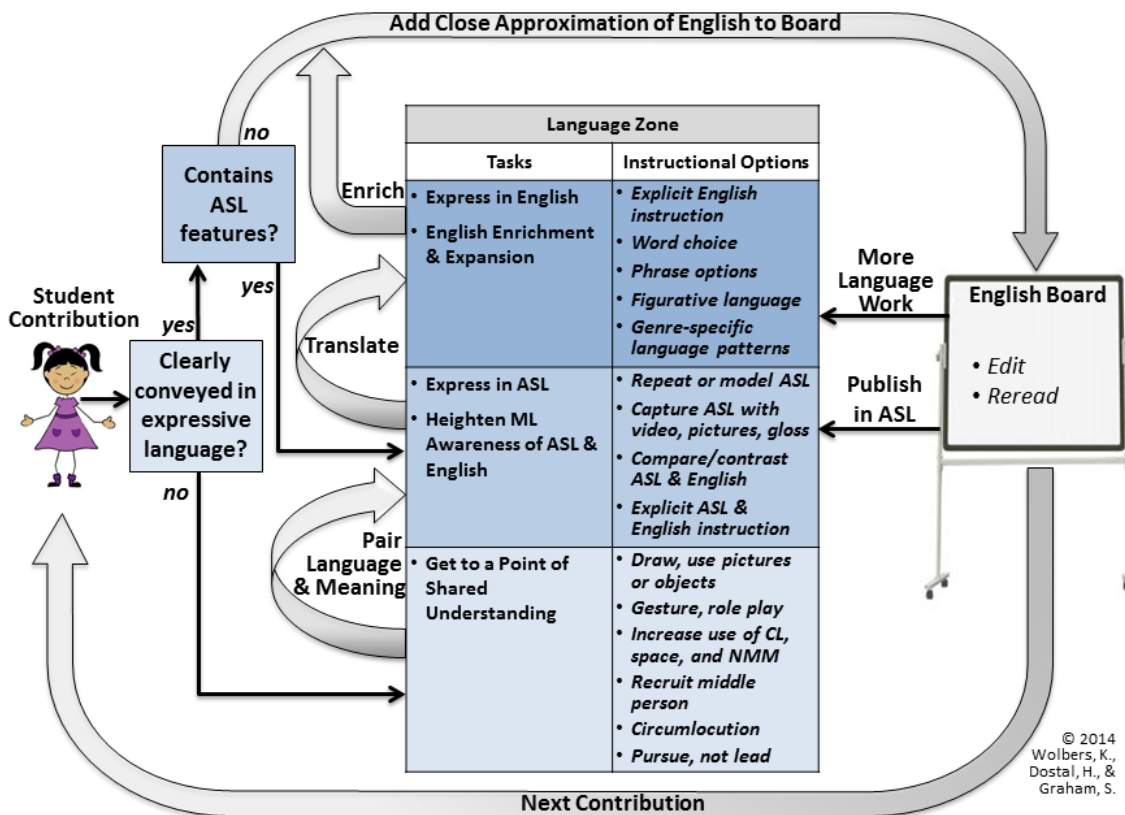 Add Close Approximation of English to Board
no
Contains
ASL
features?
yes
yes
Student
Contribution
Clearly
conveyed in
expressive
language?
no
Enrich
Translate
Pair
Language
& Meaning
Language Zone
Tasks
Instructional Options
• Express in English
• English Enrichment
& Expansion
• Explicit English
instruction
• Word choice
• Phrase options
• Figurative language
• Genre-specific
language patterns
• Express in ASL
• Heighten ML
Awareness of ASL &
English
• Repeat or model ASL
• Capture ASL with
video, pictures, gloss
• Compare/contrast
ASL & English
• Explicit ASL &
English instruction
• Get to a Point of
Shared
Understanding
• Draw, use pictures
or objects
• Gesture, role play
• Increase use of CL,
space, and NMM
• Recruit middle
person
• Circumlocution
• Pursue, not lead
More
Language
Work
Publish
in ASL
English Board
• Edit
• Reread
Next Contribution
© 2014
Wolbers, K.,
Dostal, H., &
Graham, S.